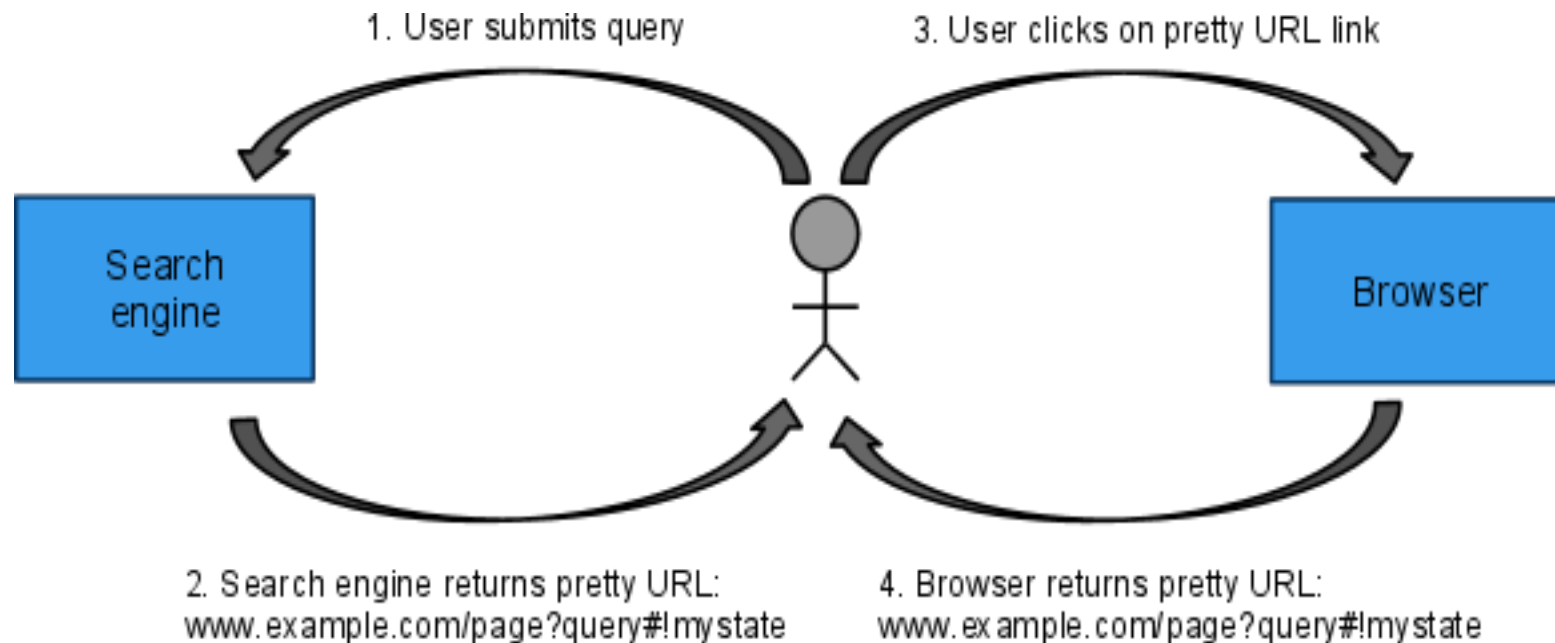 1. User submits query
3. User clicks on pretty URL link
Search
engine
Browser
2. Search engine returns pretty URL:
www.example.com/page?query#!mystate
4. Browser returns pretty URL:
www.example.com/page?query#!mystate